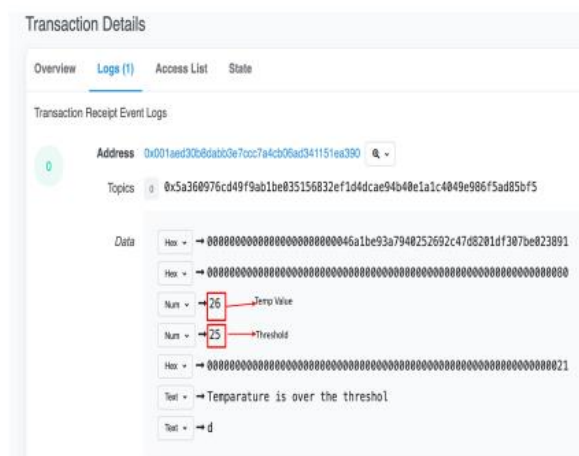 Transaction Details
Overview Logs (1) Access List State
Transaction Receipt Event Logs
0 Address 0x001aed30b8dabb3e7ccc7a4cb06ad341151ea390
Topics 0 0x5a360976cd49f9ab1be035156832ef1d4dcae94b40e1a1c4049e986f5ad85bf5
Data Hex → 00000000000000000000000046a1be93a7940252692c47d8201df307be023891
Hex → 0000000000000000000000000000000000000000000000000000000000000080
Num → 26 Temp Value
Num → 25 Threshold
Hex → 0000000000000000000000000000000000000000000000000000000000000021
Text → Temparature is over the threshol
Text → d